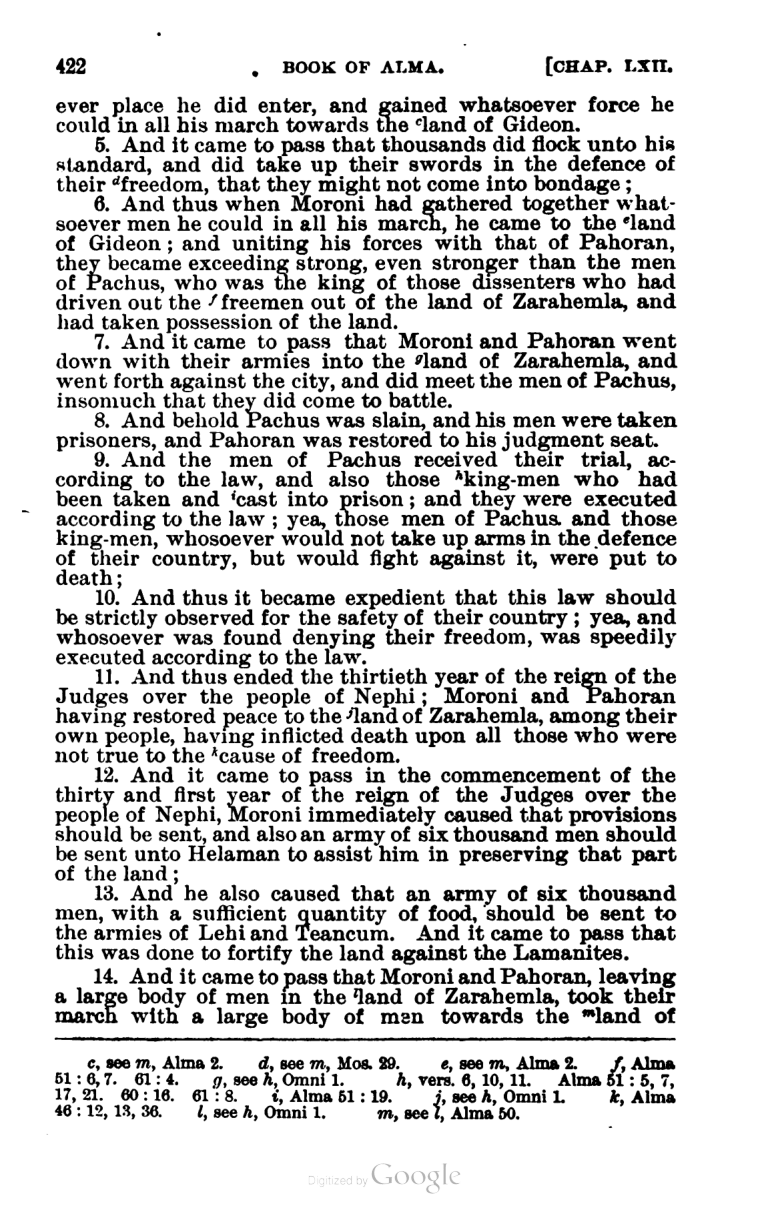 422 BOOK OF ALMA. [CHAP. LXII.
ever place he did enter, and gained whatsoever force he
could in all his march towards the cland of Gideon.
5. And it came to pass that thousands did flock unto his
standard, and did take up their swords in the defence of
their dfreedom, that they might not come into bondage;
6. And thus when Moroni had gathered together what-
soever men he could in all his march, he came to the eland
of Gideon; and uniting his forces with that of Pahoran,
they became exceeding strong, even stronger than the men
of Pachus, who was the king of those dissenters who had
driven out the ffreemen out of the land of Zarahemla, and
had taken possession of the land.
7. And it came to pass that Moroni and Pahoran went
down with their armies into the gland of Zarahemla, and
went forth against the city, and did meet the men of Pachus,
insomuch that they did come to battle.
8. And behold Pachus was slain, and his men were taken
prisoners, and Pahoran was restored to his judgment seat.
9. And the men of Pachus received their trial, ac-
cording to the law, and also those hking-men who had
been taken and icast into prison; and they were executed
according to the law; yea, those men of Pachus and those
king-men, whosoever would not take up arms in the defence
of their country, but would fight against it, were put to
death;
10. And thus it became expedient that this law should
be strictly observed for the safety of their country; yea, and
whosoever was found denying their freedom, was speedily
executed according to the law.
11. And thus ended the thirtieth year of the reign of the
Judges over the people of Nephi; Moroni and Pahoran
having restored peace to the jland of Zarahemla, among their
own people, having inflicted death upon all those who were
not true to the kcause of freedom.
12. And it came to pass in the commencement of the
thirty and first year of the reign of the Judges over the
people of Nephi, Moroni immediately caused that provisions
should be sent, and also an army of six thousand men should
be sent unto Helaman to assist him in preserving that part
of the land;
13. And he also caused that an army of six thousand
men, with a sufficient quantity of food, should be sent to
the armies of Lehi and Teancum. And it came to pass that
this was done to fortify the land against the Lamanites.
14. And it came to pass that Moroni and Pahoran, leaving
a large body of men in the lland of Zarahemla, took their
march with a large body of men towards the mland of
c, see m, Alma 2. d, see m, Mos. 29. e, see m, Alma 2. f, Alma
51 : 6, 7. 61 : 4. g, see h, Omni 1. h, vers. 6, 10, 11. Alma 51 : 5, 7,
17, 21. 60 : 16. 61 : 8. i, Alma 51 : 19. j, see h, Omni 1. k, Alma
46 : 12, 13, 36. l, see h, Omni 1. m, see l, Alma 50.
Digitized by Google